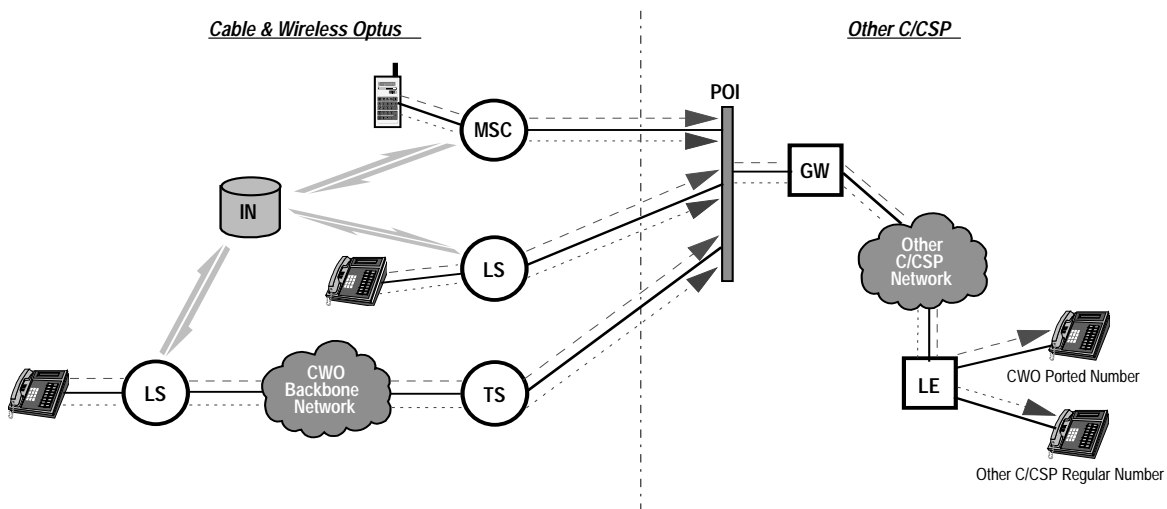 Cable & Wireless Optus
Other C/CSP
POI
MSC
GW
IN
Other
C/CSP
Network
LS
CWO
Backbone
Network
LS
TS
LE
CWO Ported Number
Other C/CSP Regular Number